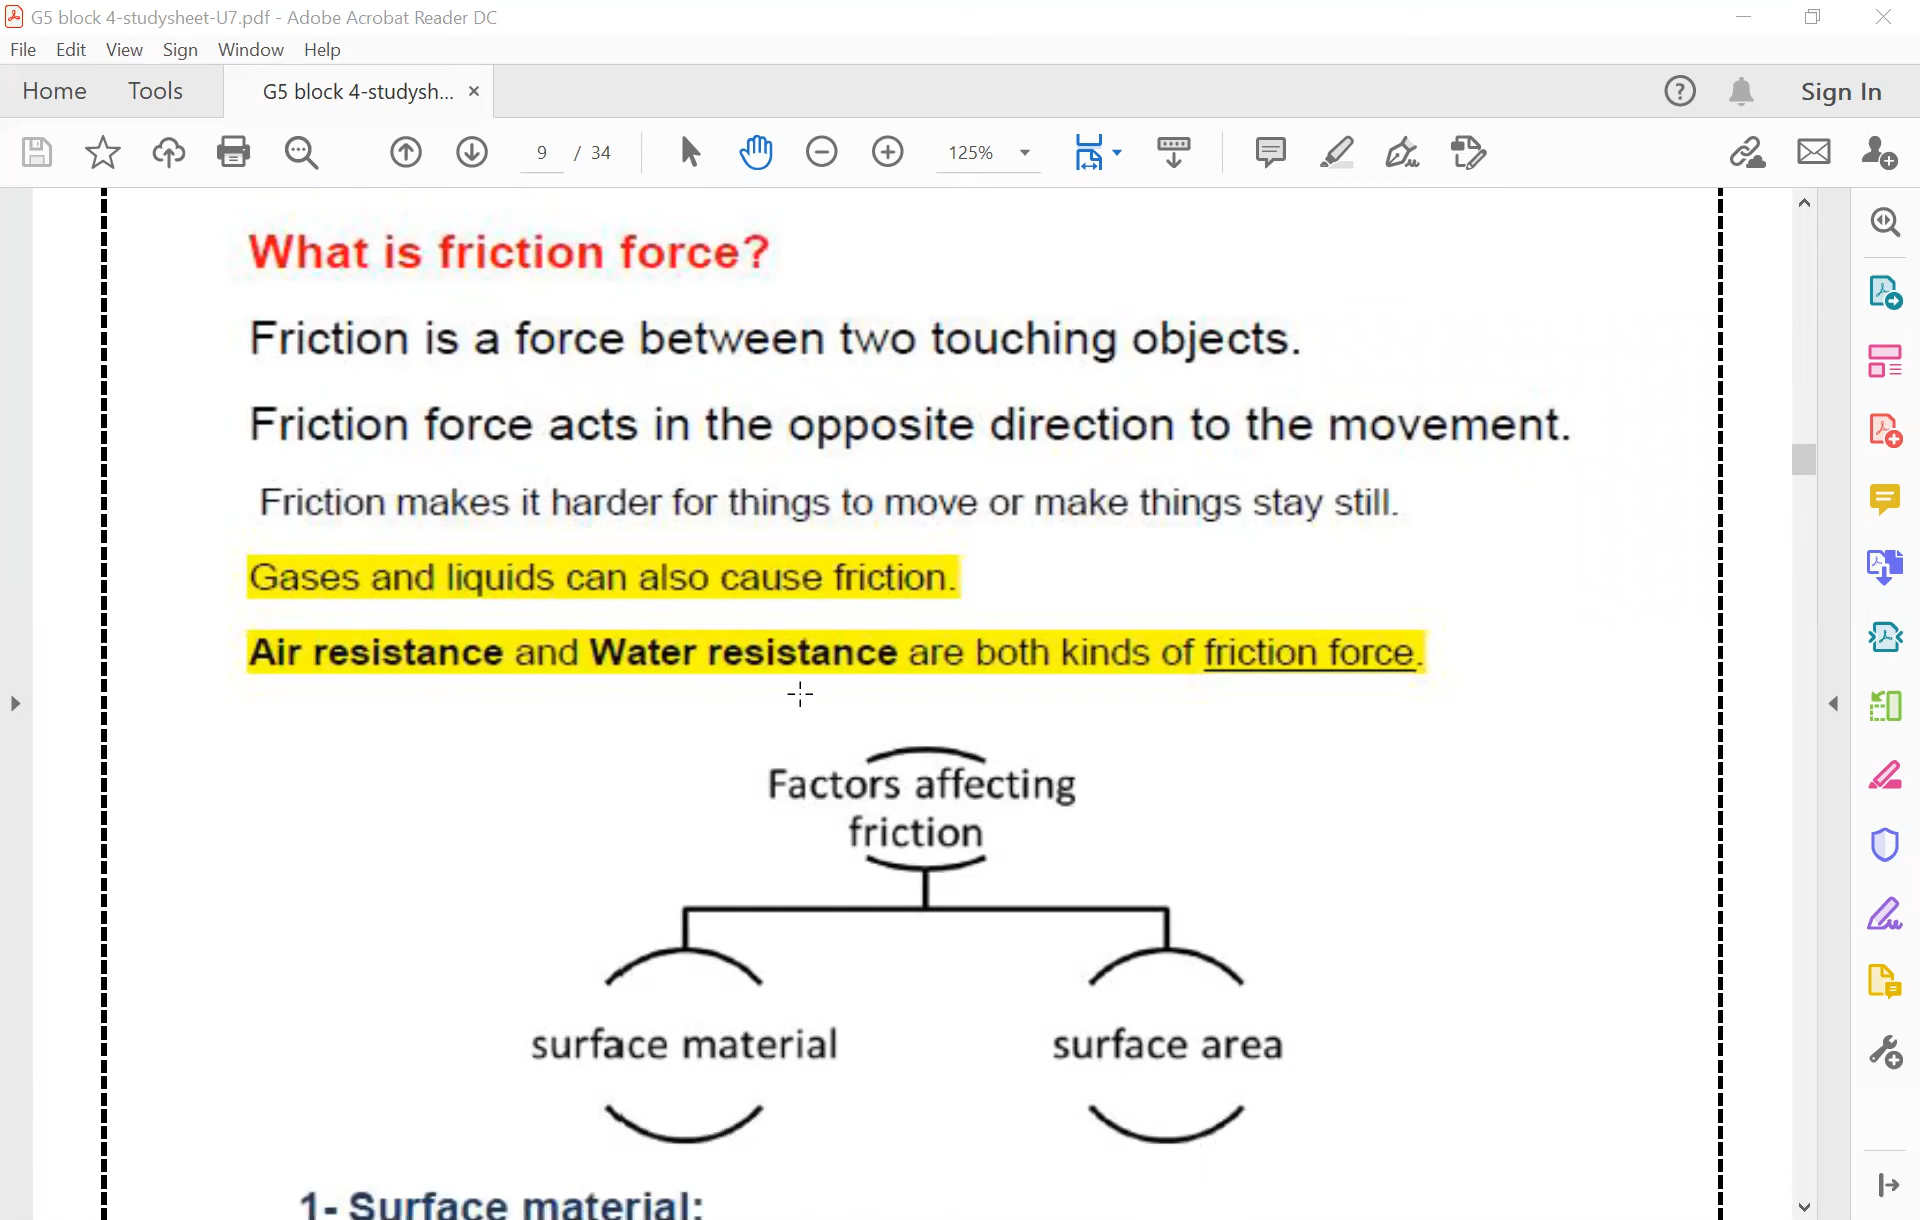 G5 block 4-studysheet-U7.pdf - Adobe Acrobat Reader DC
File Edit View Sign Window Help
Home Tools G5 block 4-studysh... × Sign In
9 / 34 125%
What is friction force?
Friction is a force between two touching objects.
Friction force acts in the opposite direction to the movement.
Friction makes it harder for things to move or make things stay still.
Gases and liquids can also cause friction.
Air resistance and Water resistance are both kinds of friction force.
Factors affecting
friction
surface material surface area
1- Surface material: